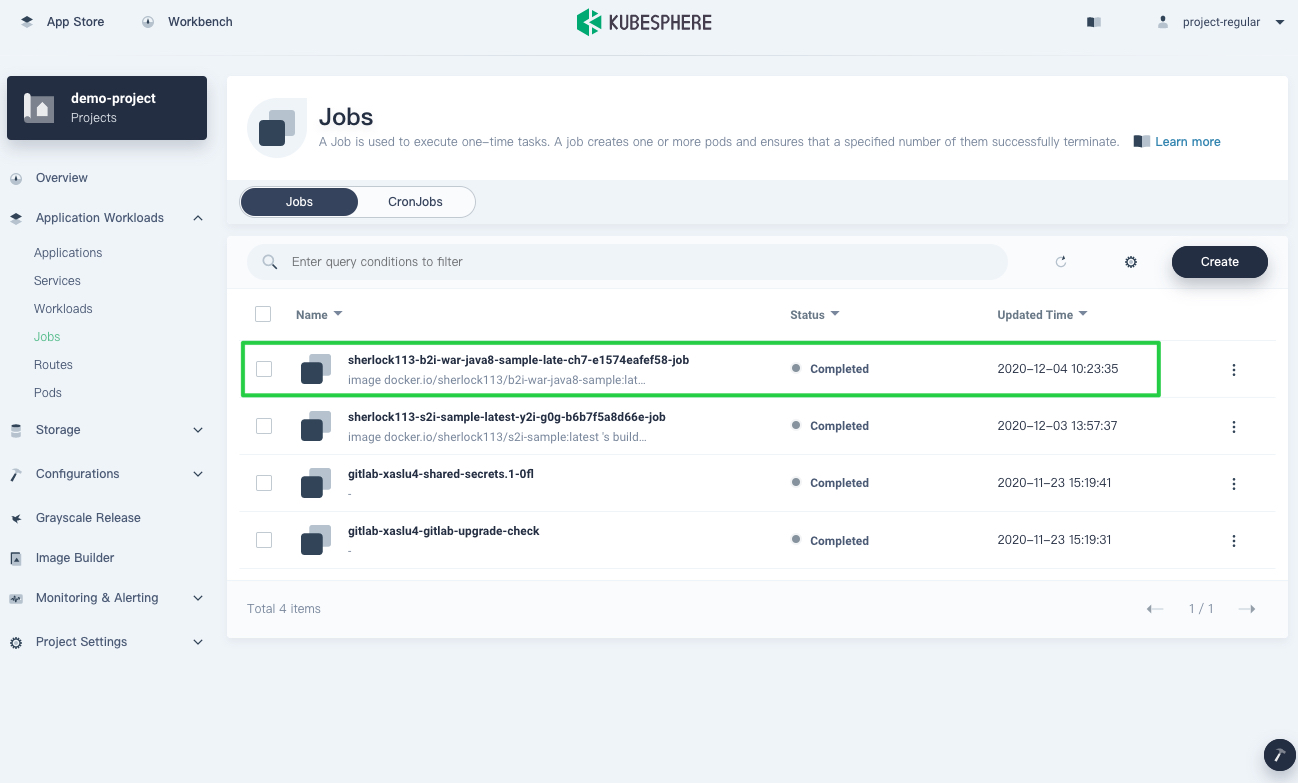 App Store
Workbench
KUBESPHERE
project-regular
demo-project
Projects
Overview
Application Workloads
Applications
Services
Workloads
Jobs
Routes
Pods
Storage
Configurations
Grayscale Release
Image Builder
Monitoring & Alerting
Project Settings
Jobs
A Job is used to execute one-time tasks. A job creates one or more pods and ensures that a specified number of them successfully terminate. Learn more
Jobs
CronJobs
Enter query conditions to filter
Create
Name
Status
Updated Time
sherlock113-b2i-war-java8-sample-late-ch7-e1574eafef58-job
image docker.io/sherlock113/b2i-war-java8-sample:lat...
Completed
2020-12-04 10:23:35
sherlock113-s2i-sample-latest-y2i-g0g-b6b7f5a8d66e-job
image docker.io/sherlock113/s2i-sample:latest 's build...
Completed
2020-12-03 13:57:37
gitlab-xaslu4-shared-secrets.1-0fl
-
Completed
2020-11-23 15:19:41
gitlab-xaslu4-gitlab-upgrade-check
-
Completed
2020-11-23 15:19:31
Total 4 items
1 / 1